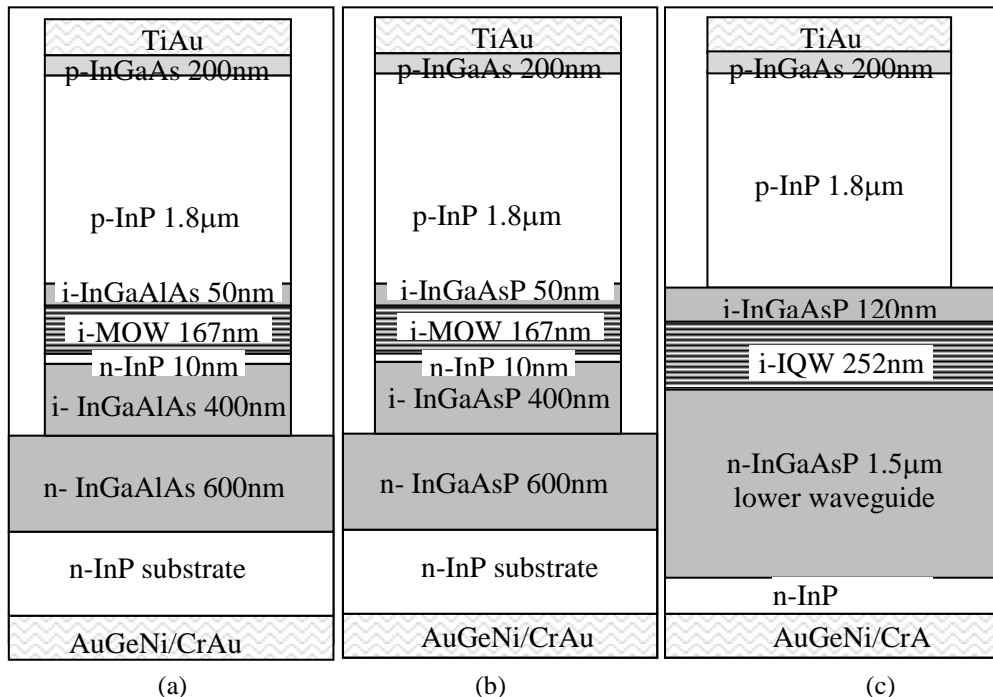 TiAu
p-InGaAs 200nm
p-InP 1.8μm
i-InGaAlAs 50nm
i-MQW 167nm
n-InP 10nm
i- InGaAlAs 400nm
n- InGaAlAs 600nm
n-InP substrate
AuGeNi/CrAu
(a)
TiAu
p-InGaAs 200nm
p-InP 1.8μm
i-InGaAsP 50nm
i-MQW 167nm
n-InP 10nm
i- InGaAsP 400nm
n- InGaAsP 600nm
n-InP substrate
AuGeNi/CrAu
(b)
TiAu
p-InGaAs 200nm
p-InP 1.8μm
i-InGaAsP 120nm
i-IQW 252nm
n-InGaAsP 1.5μm
lower waveguide
n-InP
AuGeNi/CrA
(c)